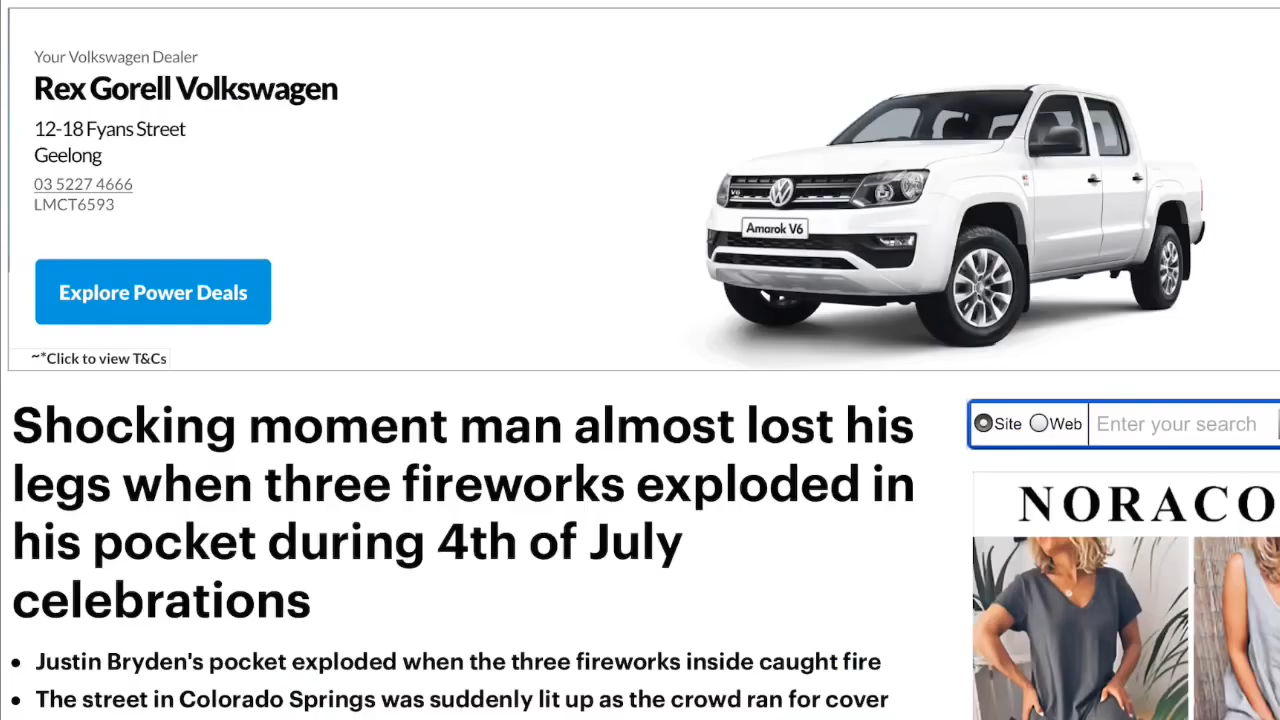 Your Volkswagen Dealer
Rex Gorell Volkswagen
12-18 Fyans Street
Geelong
03 5227 4666
LMCT6593
Explore Power Deals
~*Click to view T&Cs
V6
Amarok V6
Shocking moment man almost lost his
legs when three fireworks exploded in
his pocket during 4th of July
celebrations
Justin Bryden's pocket exploded when the three fireworks inside caught fire
The street in Colorado Springs was suddenly lit up as the crowd ran for cover
Site Web Enter your search
NORACO